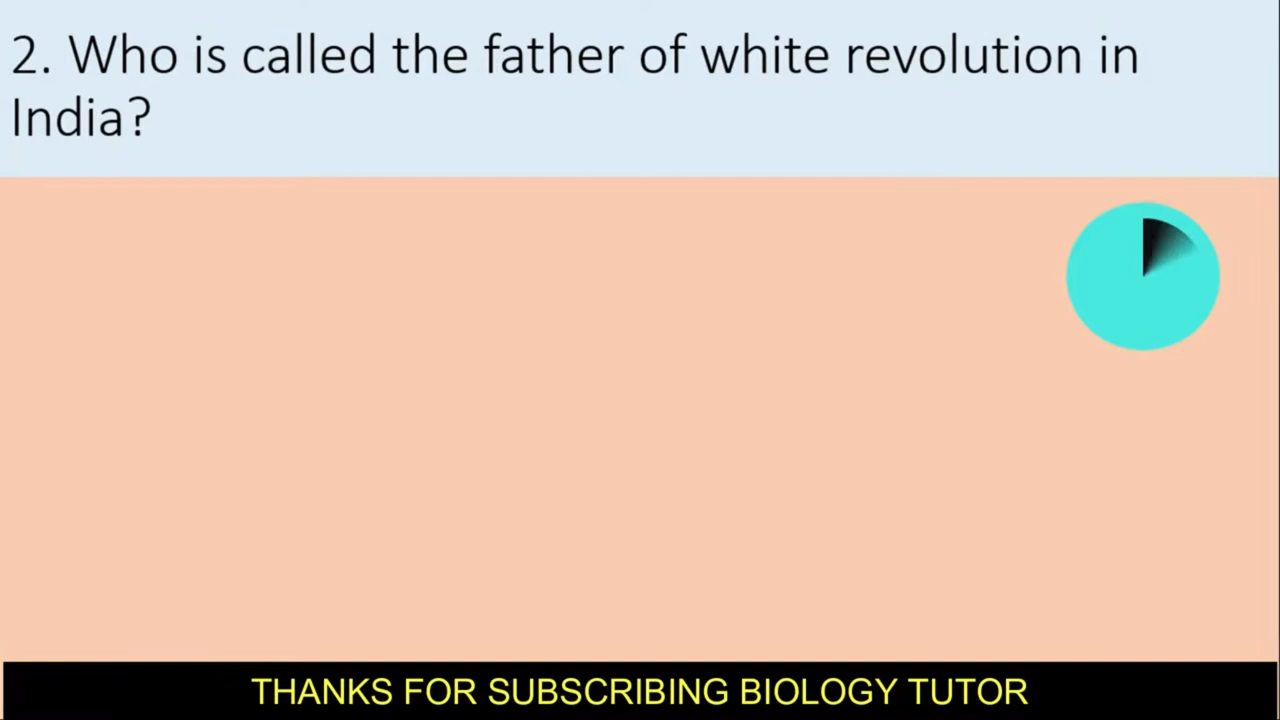 2. Who is called the father of white revolution in
India?
THANKS FOR SUBSCRIBING BIOLOGY TUTOR